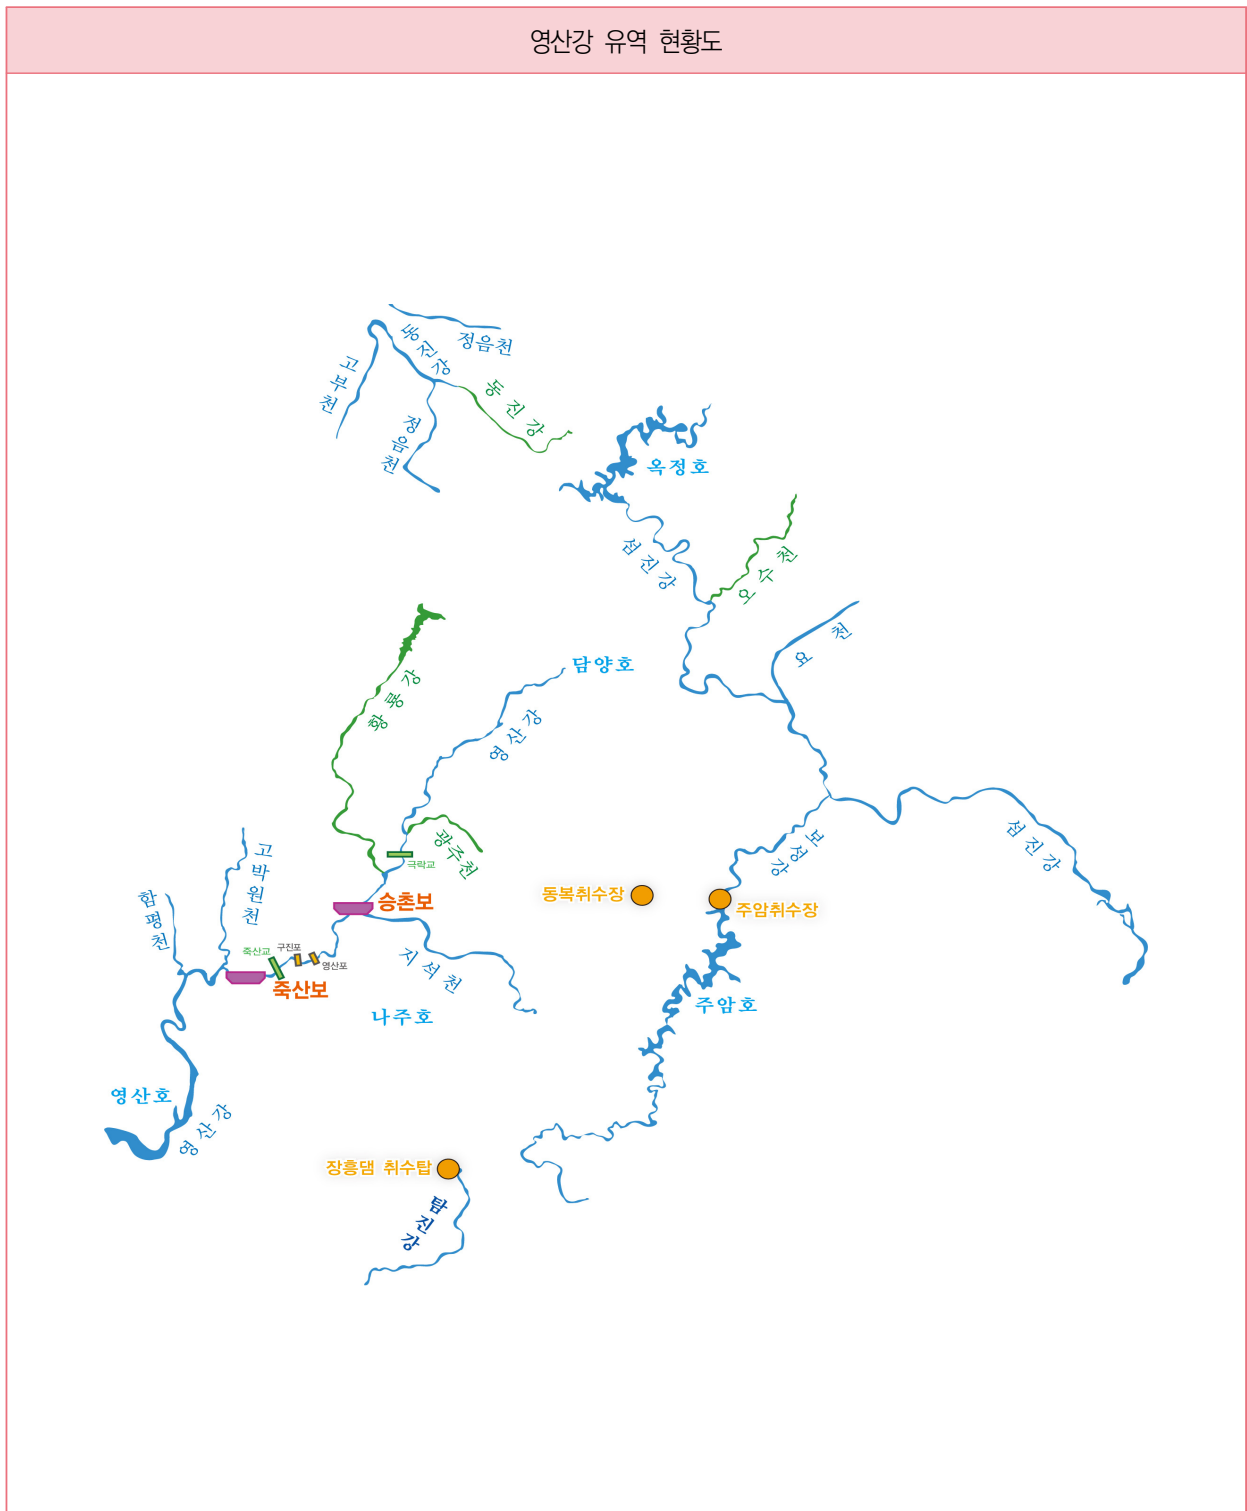 영산강 유역 현황도
정음천
동진강
고부천
동진강
정음천
옥정호
섬진강
오수천
요천
담양호
황룡강
영산강
섬진강
보성강
광주천
극락교
고박원천
함평천
동복취수장
주암취수장
승촌보
죽산교
구진포
영산포
지석천
죽산보
주암호
나주호
영산호
영산강
장흥댐 취수탑
탐진강